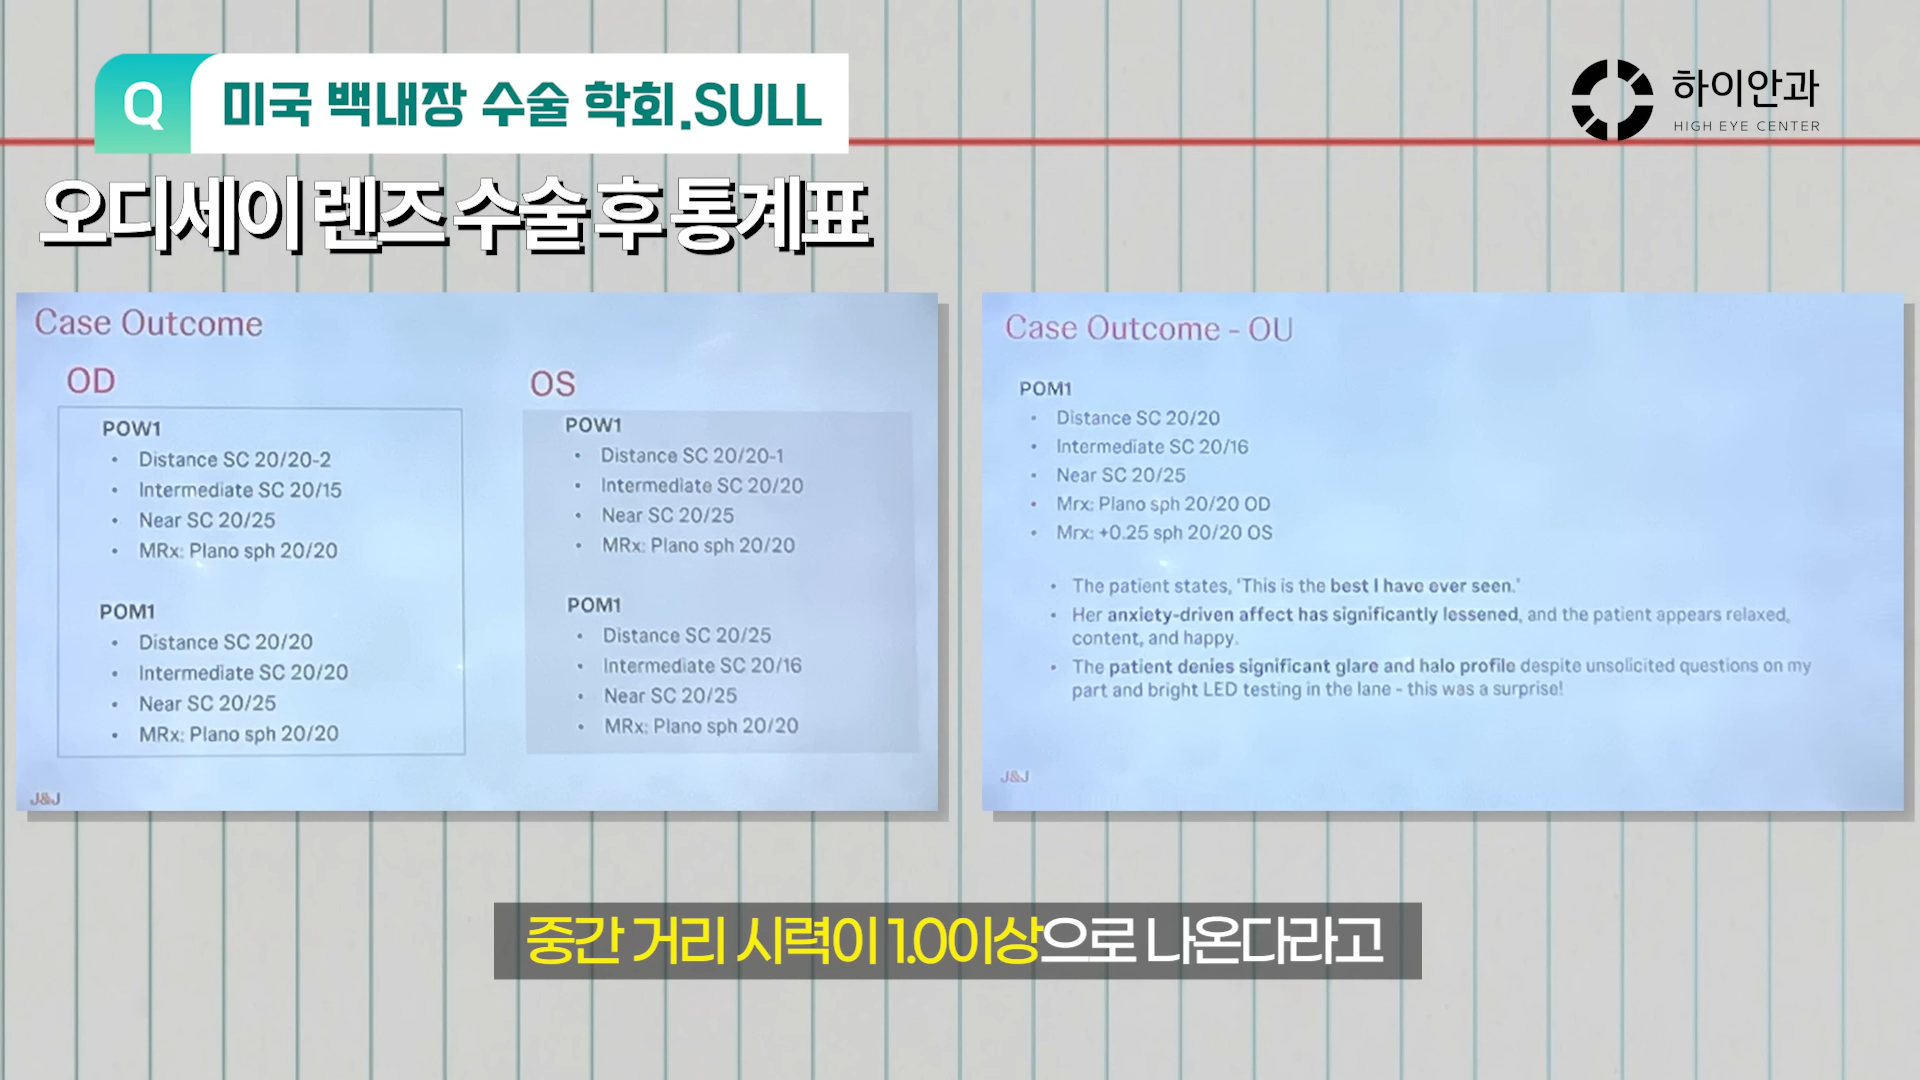 Q 미국 백내장 수술 학회.SULL
하이안과
HIGH EYE CENTER
오디세이 렌즈 수술 후 통계표
Case Outcome
OD
POW1
• Distance SC 20/20-2
• Intermediate SC 20/15
• Near SC 20/25
• MRx: Plano sph 20/20
POM1
• Distance SC 20/20
• Intermediate SC 20/20
• Near SC 20/25
• MRx: Plano sph 20/20
OS
POW1
• Distance SC 20/20-1
• Intermediate SC 20/20
• Near SC 20/25
• MRx: Plano sph 20/20
POM1
• Distance SC 20/25
• Intermediate SC 20/16
• Near SC 20/25
• MRx: Plano sph 20/20
J&J
Case Outcome - OU
POM1
• Distance SC 20/20
• Intermediate SC 20/16
• Near SC 20/25
• Mrx: Plano sph 20/20 OD
• Mrx: +0.25 sph 20/20 OS
• The patient states, 'This is the best I have ever seen.'
• Her anxiety-driven affect has significantly lessened, and the patient appears relaxed,
content, and happy.
• The patient denies significant glare and halo profile despite unsolicited questions on my
part and bright LED testing in the lane - this was a surprise!
J&J
중간 거리 시력이 1.0이상으로 나온다라고